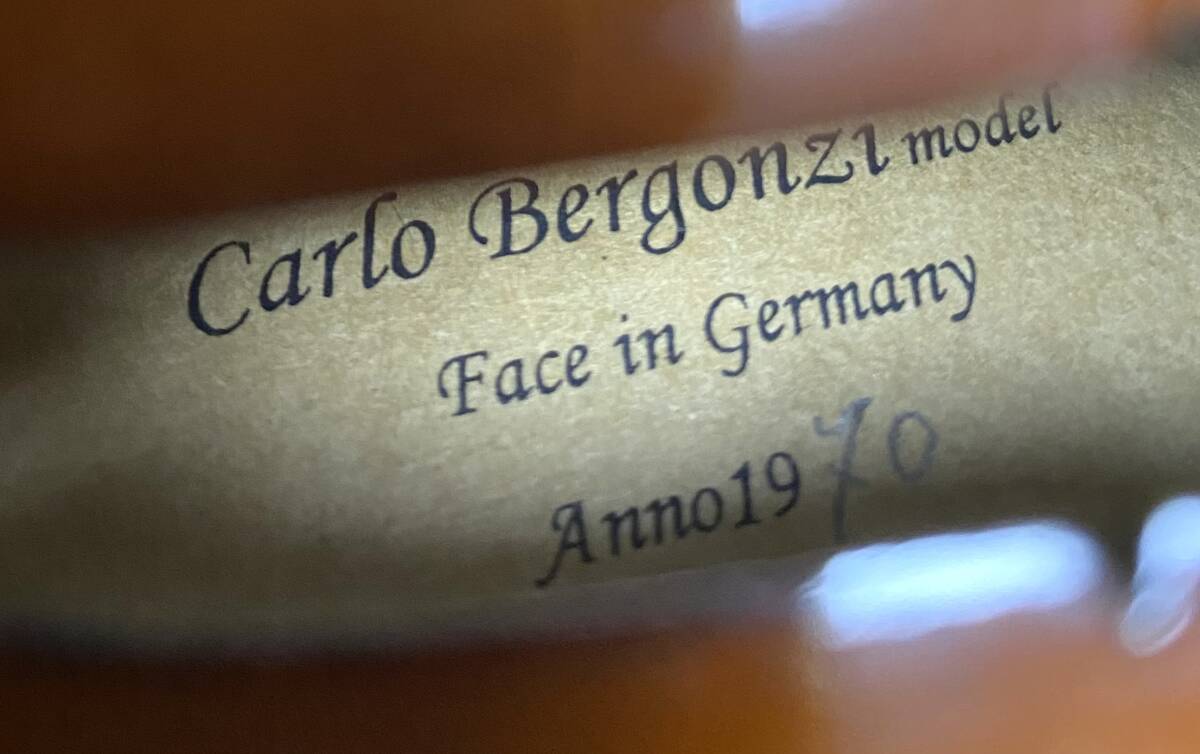 Carlo Bergonzi model
Face in Germany
Anno1970